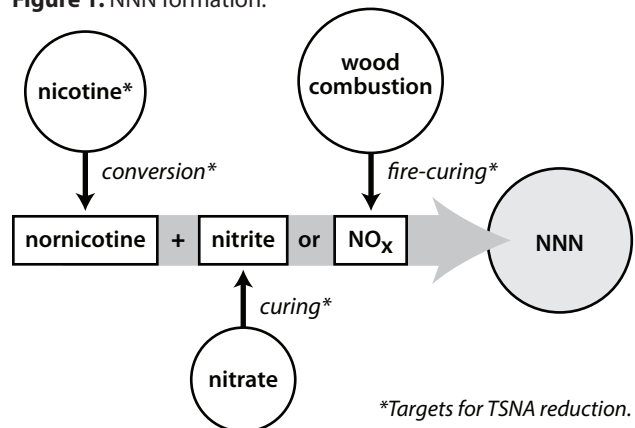 Figure 1. NNN formation.
wood
combustion
nicotine*
conversion*
fire-curing*
nornicotine + nitrite or NOx
NNN
curing*
nitrate
*Targets for TSNA reduction.